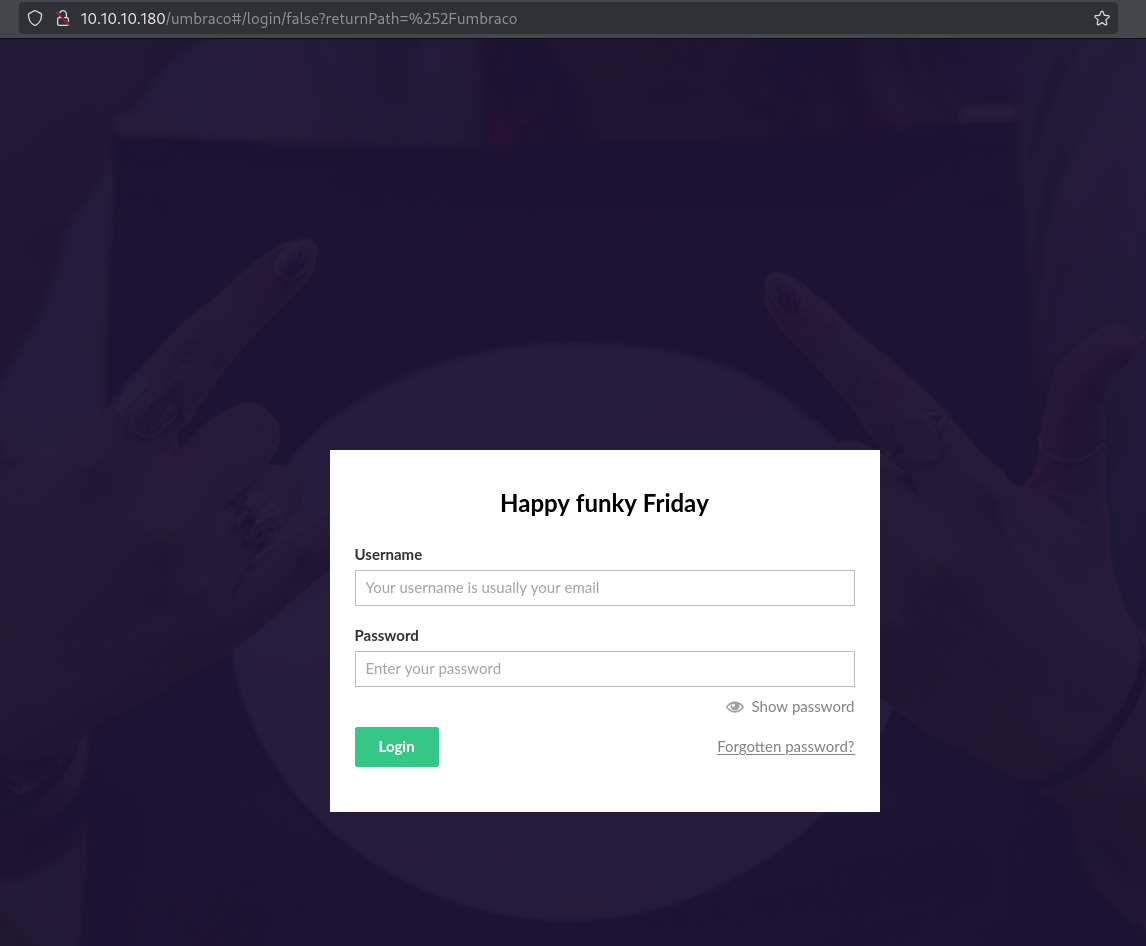 10.10.10.180/umbraco#/login/false?returnPath=%252Fumbraco
Happy funky Friday
Username
Your username is usually your email
Password
Enter your password
Show password
Login
Forgotten password?